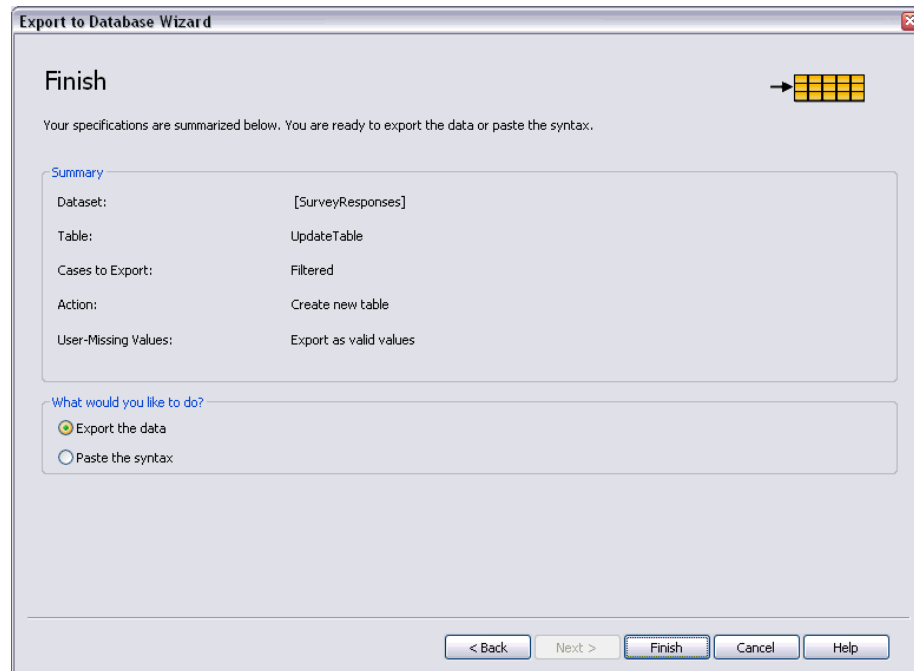 Export to Database Wizard
Finish
Your specifications are summarized below. You are ready to export the data or paste the syntax.
Summary
Dataset: [SurveyResponses]
Table: UpdateTable
Cases to Export: Filtered
Action: Create new table
User-Missing Values: Export as valid values
What would you like to do?
Export the data
Paste the syntax
< Back Next > Finish Cancel Help